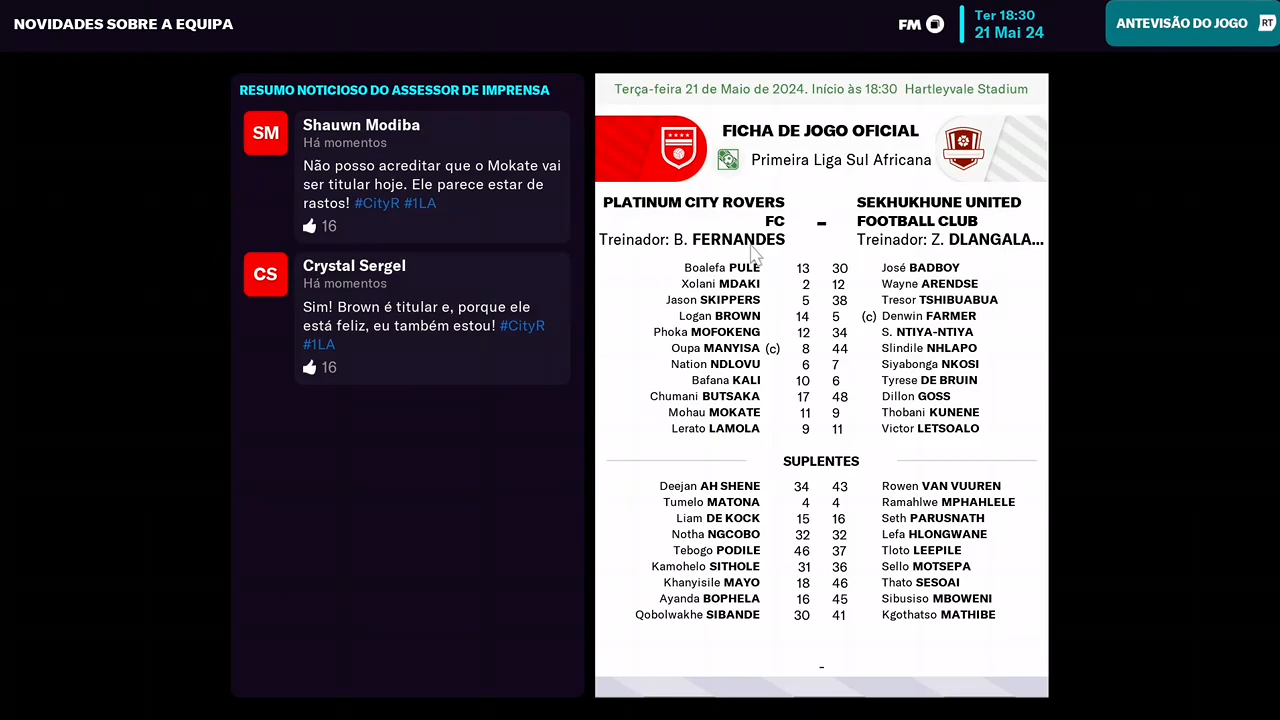 NOVIDADES SOBRE A EQUIPA
FM
Ter 18:30
21 Mai 24
ANTEVISÃO DO JOGO
RT
RESUMO NOTICIOSO DO ASSESSOR DE IMPRENSA
SM
Shauwn Modiba
Há momentos
Não posso acreditar que o Mokate vai
ser titular hoje. Ele parece estar de
rastos! #CityR #1LA
16
CS
Crystal Sergel
Há momentos
Sim! Brown é titular e, porque ele
está feliz, eu também estou! #CityR
#1LA
16
Terça-feira 21 de Maio de 2024. Início às 18:30 Hartleyvale Stadium
FICHA DE JOGO OFICIAL
Primeira Liga Sul Africana
PLATINUM CITY ROVERS
FC
-
SEKHUKHUNE UNITED
FOOTBALL CLUB
Treinador: B. FERNANDES
Treinador: Z. DLANGALA...
Boalefa PULE 13 30 José BADBOY
Xolani MDAKI 2 12 Wayne ARENDSE
Jason SKIPPERS 5 38 Tresor TSHIBUABUA
Logan BROWN 14 5 (c) Denwin FARMER
Phoka MOFOKENG 12 34 S. NTIYA-NTIYA
Oupa MANYISA (c) 8 44 Slindile NHLAPO
Nation NDLOVU 6 7 Siyabonga NKOSI
Bafana KALI 10 6 Tyrese DE BRUIN
Chumani BUTSAKA 17 48 Dillon GOSS
Mohau MOKATE 11 9 Thobani KUNENE
Lerato LAMOLA 9 11 Victor LETSOALO
SUPLENTES
Deejan AH SHENE 34 43 Rowen VAN VUUREN
Tumelo MATONA 4 4 Ramahlwe MPHAHLELE
Liam DE KOCK 15 16 Seth PARUSNATH
Notha NGCOBO 32 32 Lefa HLONGWANE
Tebogo PODILE 46 37 Tloto LEEPILE
Kamohelo SITHOLE 31 36 Sello MOTSEPA
Khanyisile MAYO 18 46 Thato SESOAI
Ayanda BOPHELA 16 45 Sibusiso MBOWENI
Qobolwakhe SIBANDE 30 41 Kgothatso MATHIBE
-